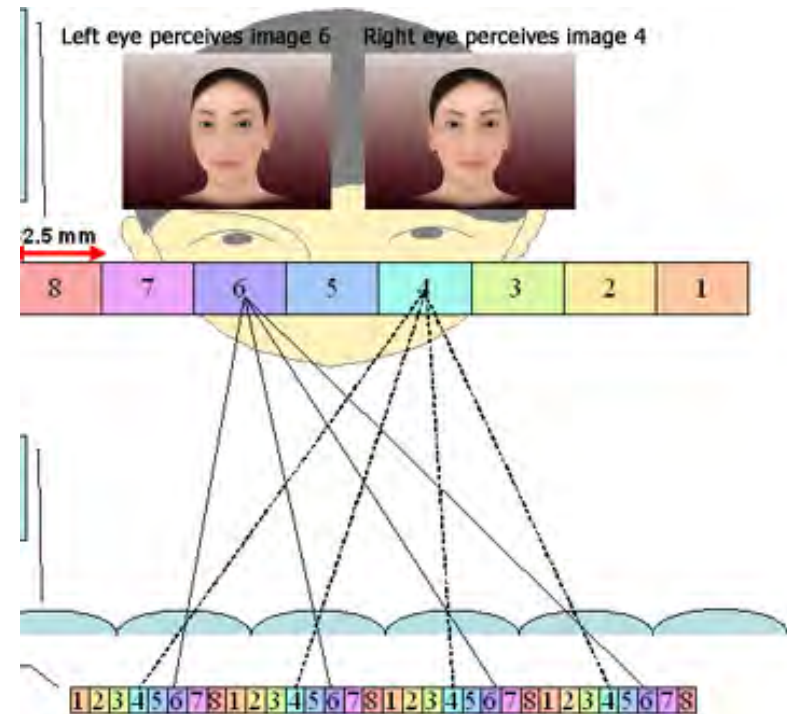 Left eye perceives image 6 Right eye perceives image 4
2.5 mm
8 7 6 5 4 3 2 1
1 2 3 4 5 6 7 8 1 2 3 4 5 6 7 8 1 2 3 4 5 6 7 8 1 2 3 4 5 6 7 8